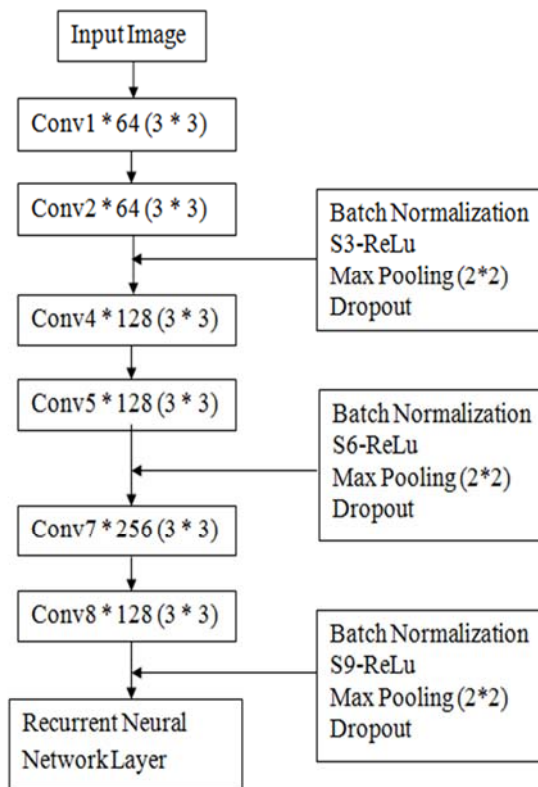 Input Image
Conv1 * 64 (3 * 3)
Conv2 * 64 (3 * 3)
Batch Normalization
S3-ReLu
Max Pooling (2*2)
Dropout
Conv4 * 128 (3 * 3)
Conv5 * 128 (3 * 3)
Batch Normalization
S6-ReLu
Max Pooling (2*2)
Dropout
Conv7 * 256 (3 * 3)
Conv8 * 128 (3 * 3)
Batch Normalization
S9-ReLu
Max Pooling (2*2)
Dropout
Recurrent Neural
Network Layer